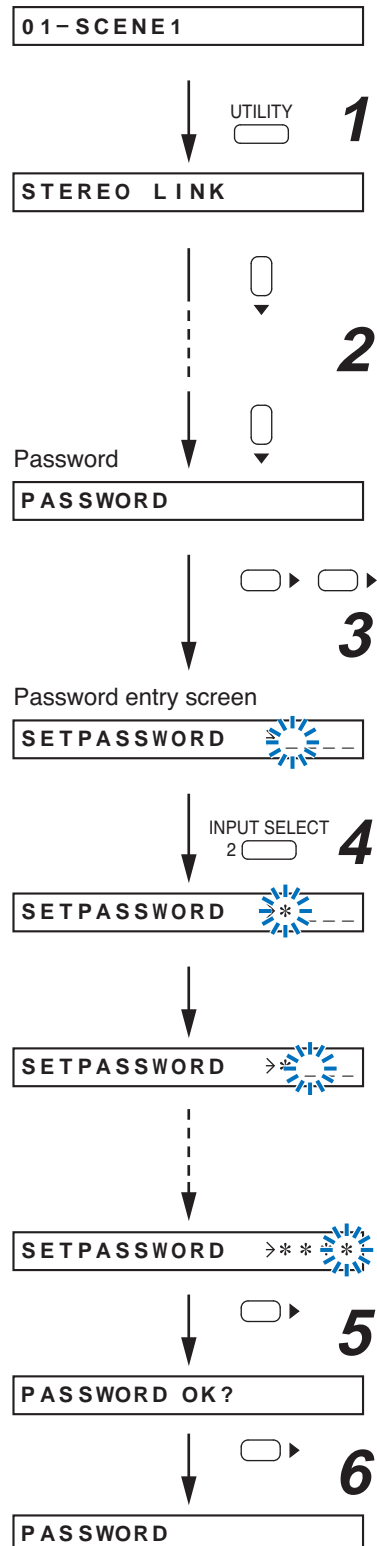 01-SCENE1
UTILITY
1
STEREO LINK
2
Password
PASSWORD
3
Password entry screen
SETPASSWORD >_ _ _ _
INPUT SELECT
2
4
SETPASSWORD >* _ _ _
SETPASSWORD >* _ _ _
SETPASSWORD >* * * *
5
PASSWORD OK?
6
PASSWORD